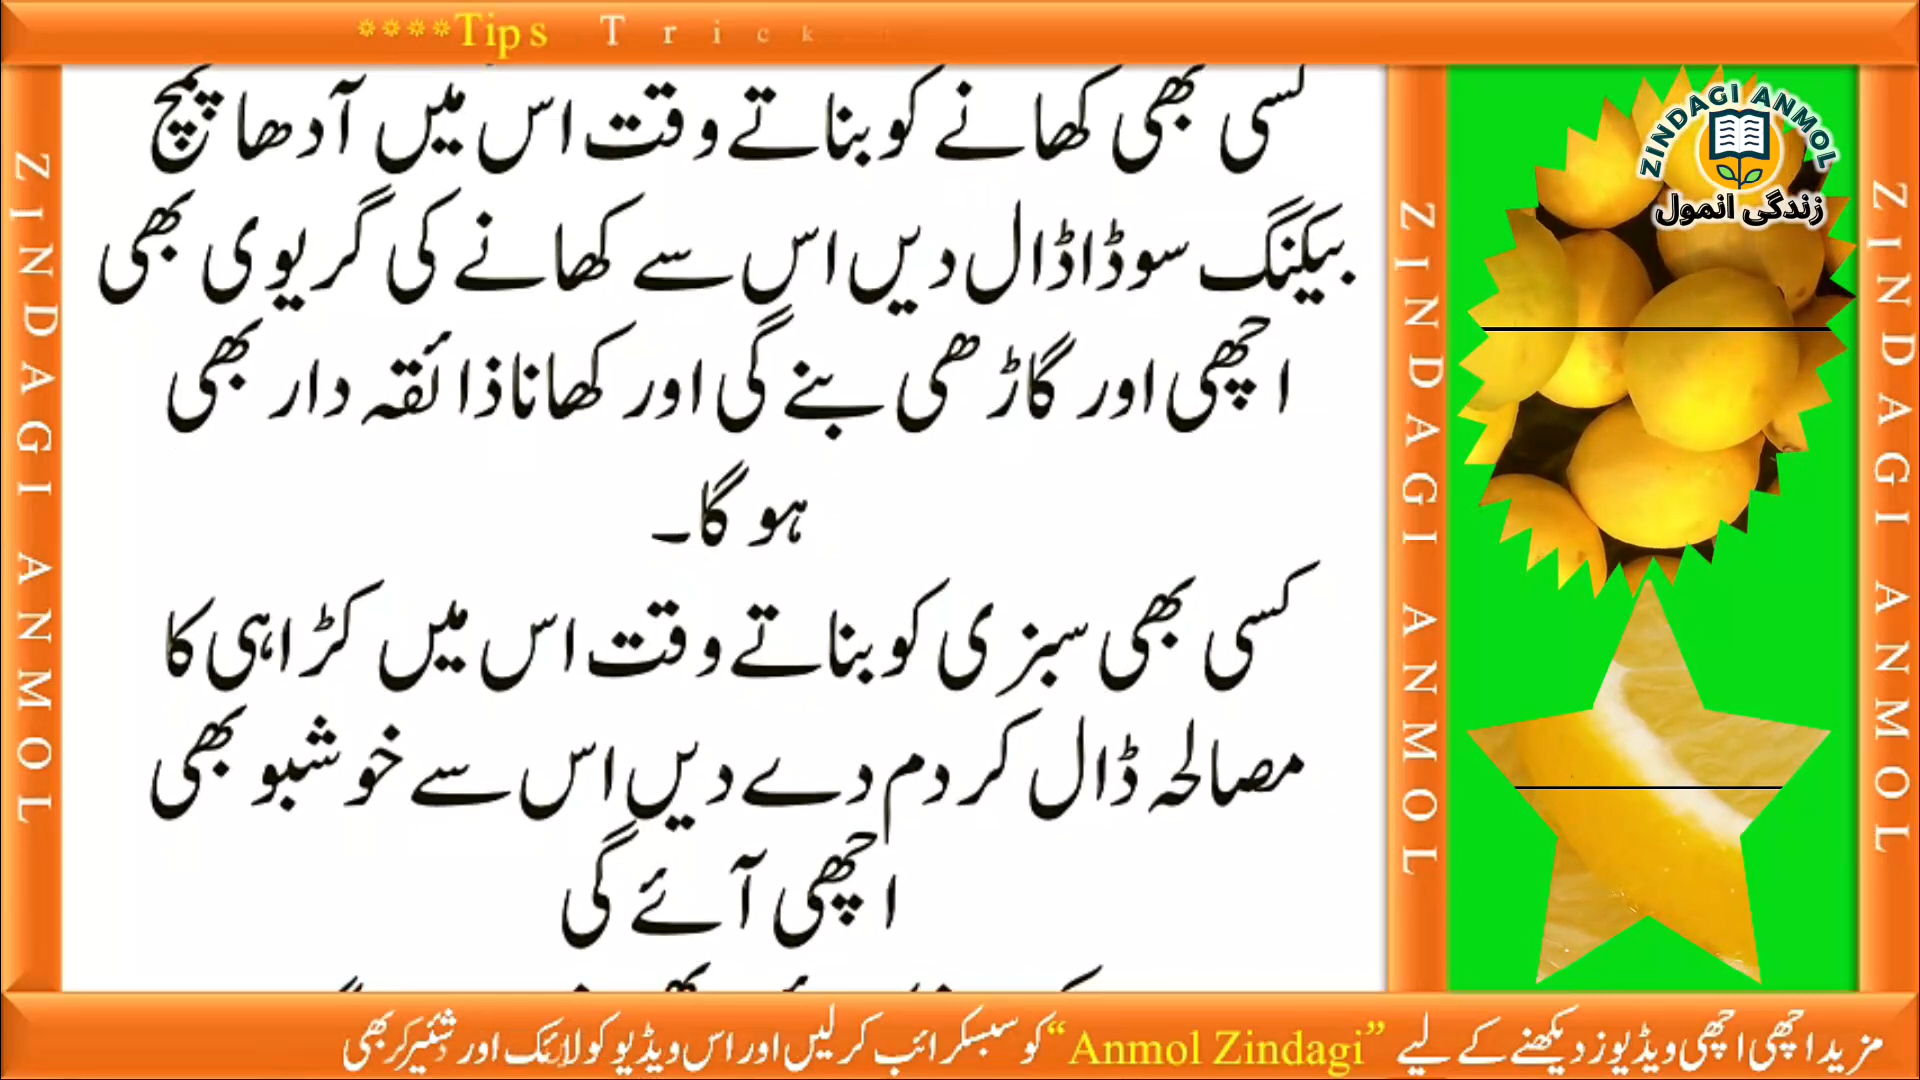 ****Tips Trick
کسی بھی کھانے کو بناتے وقت اس میں آدھا چمچ
بیکنگ سوڈا ڈال دیں اس سے کھانے کی گریوی بھی
اچھی اور گاڑھی بنے گی اور کھانا ذائقہ دار بھی
ہو گا۔
کسی بھی سبزی کو بناتے وقت اس میں کڑاہی کا
مصالحہ ڈال کر دم دے دیں اس سے خوشبو بھی
اچھی آئے گی
مزید اچھی اچھی ویڈیوز دیکھنے کے لیے "Anmol Zindagi" کو سبسکرائب کر لیں اور اس ویڈیو کو لائک اور شئیر کر بھی
ZINDAGI ANMOL
ZINDAGI ANMOL
ZINDAGI ANMOL
ZINDAGI ANMOL
زندگی انمول